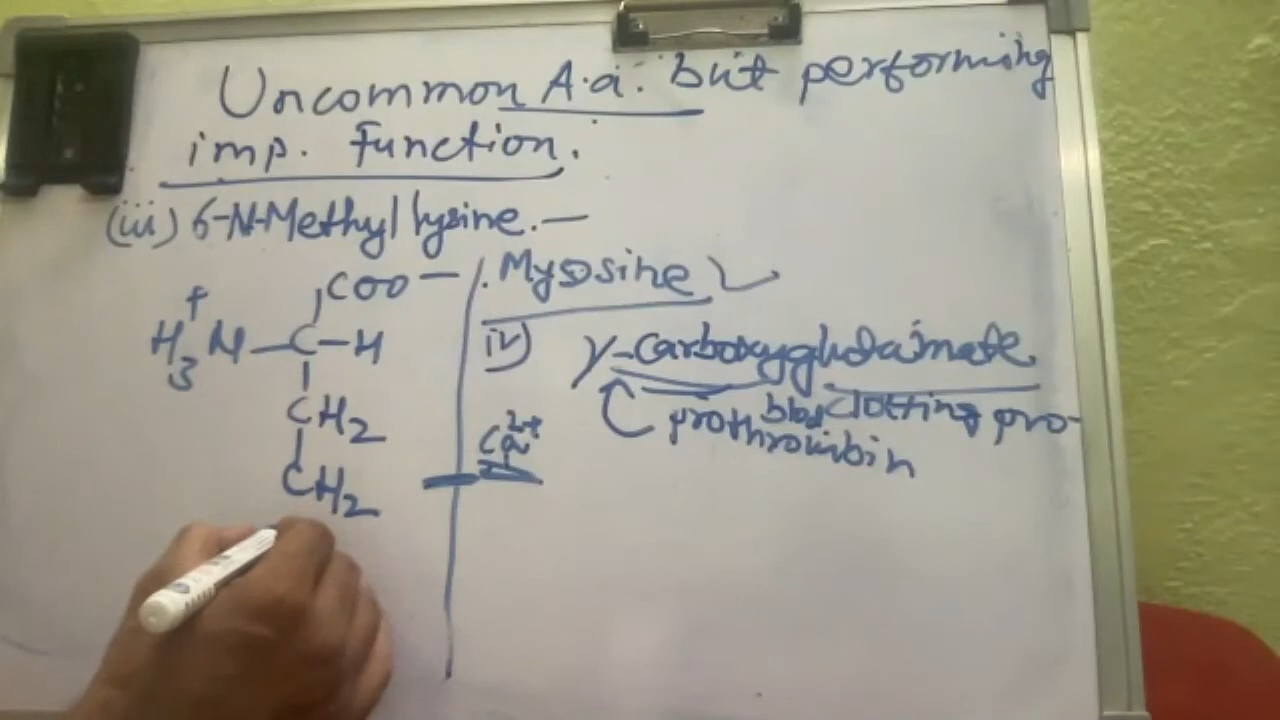 Uncommon A.a. but performing
imp. function.
(iii) 6-N-Methyl lysine. —
COO—
H3+N—C—H
CH2
CH2
. Myosine
iv) γ-carboxyglutamate
blood clotting pro-
prothrombin
Ca2+